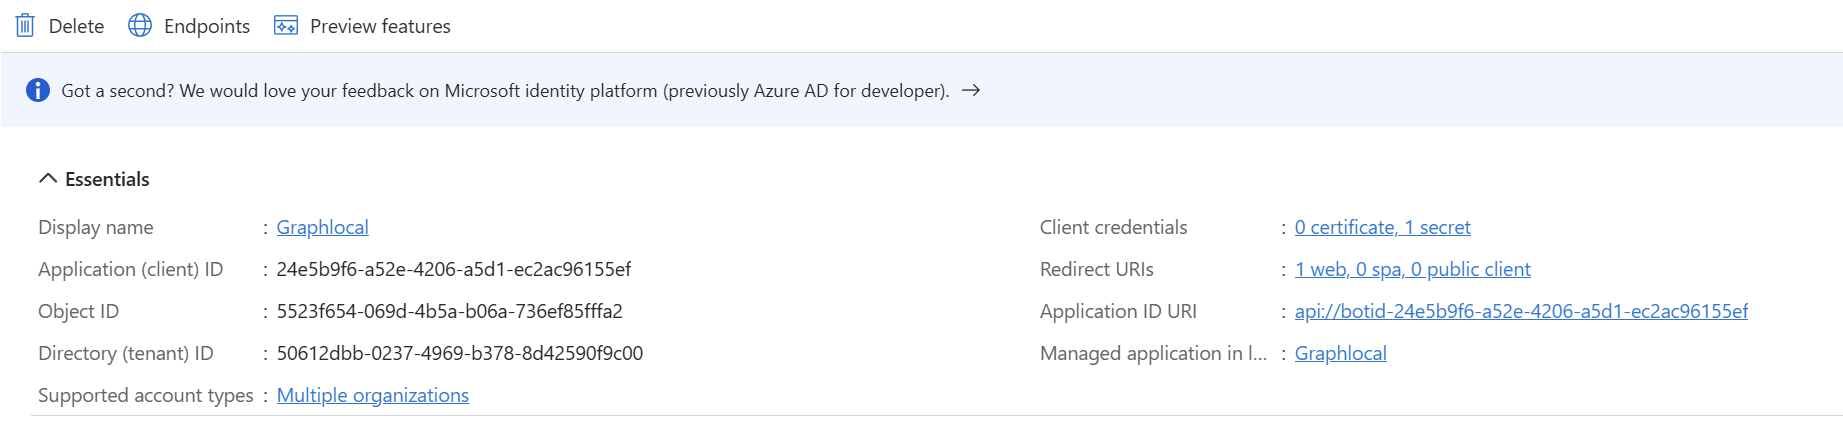 Delete Endpoints Preview features
Got a second? We would love your feedback on Microsoft identity platform (previously Azure AD for developer). →
Essentials
Display name : Graphlocal
Application (client) ID : 24e5b9f6-a52e-4206-a5d1-ec2ac96155ef
Object ID : 5523f654-069d-4b5a-b06a-736ef85fffa2
Directory (tenant) ID : 50612dbb-0237-4969-b378-8d42590f9c00
Supported account types : Multiple organizations
Client credentials : 0 certificate, 1 secret
Redirect URIs : 1 web, 0 spa, 0 public client
Application ID URI : api://botid-24e5b9f6-a52e-4206-a5d1-ec2ac96155ef
Managed application in l... : Graphlocal